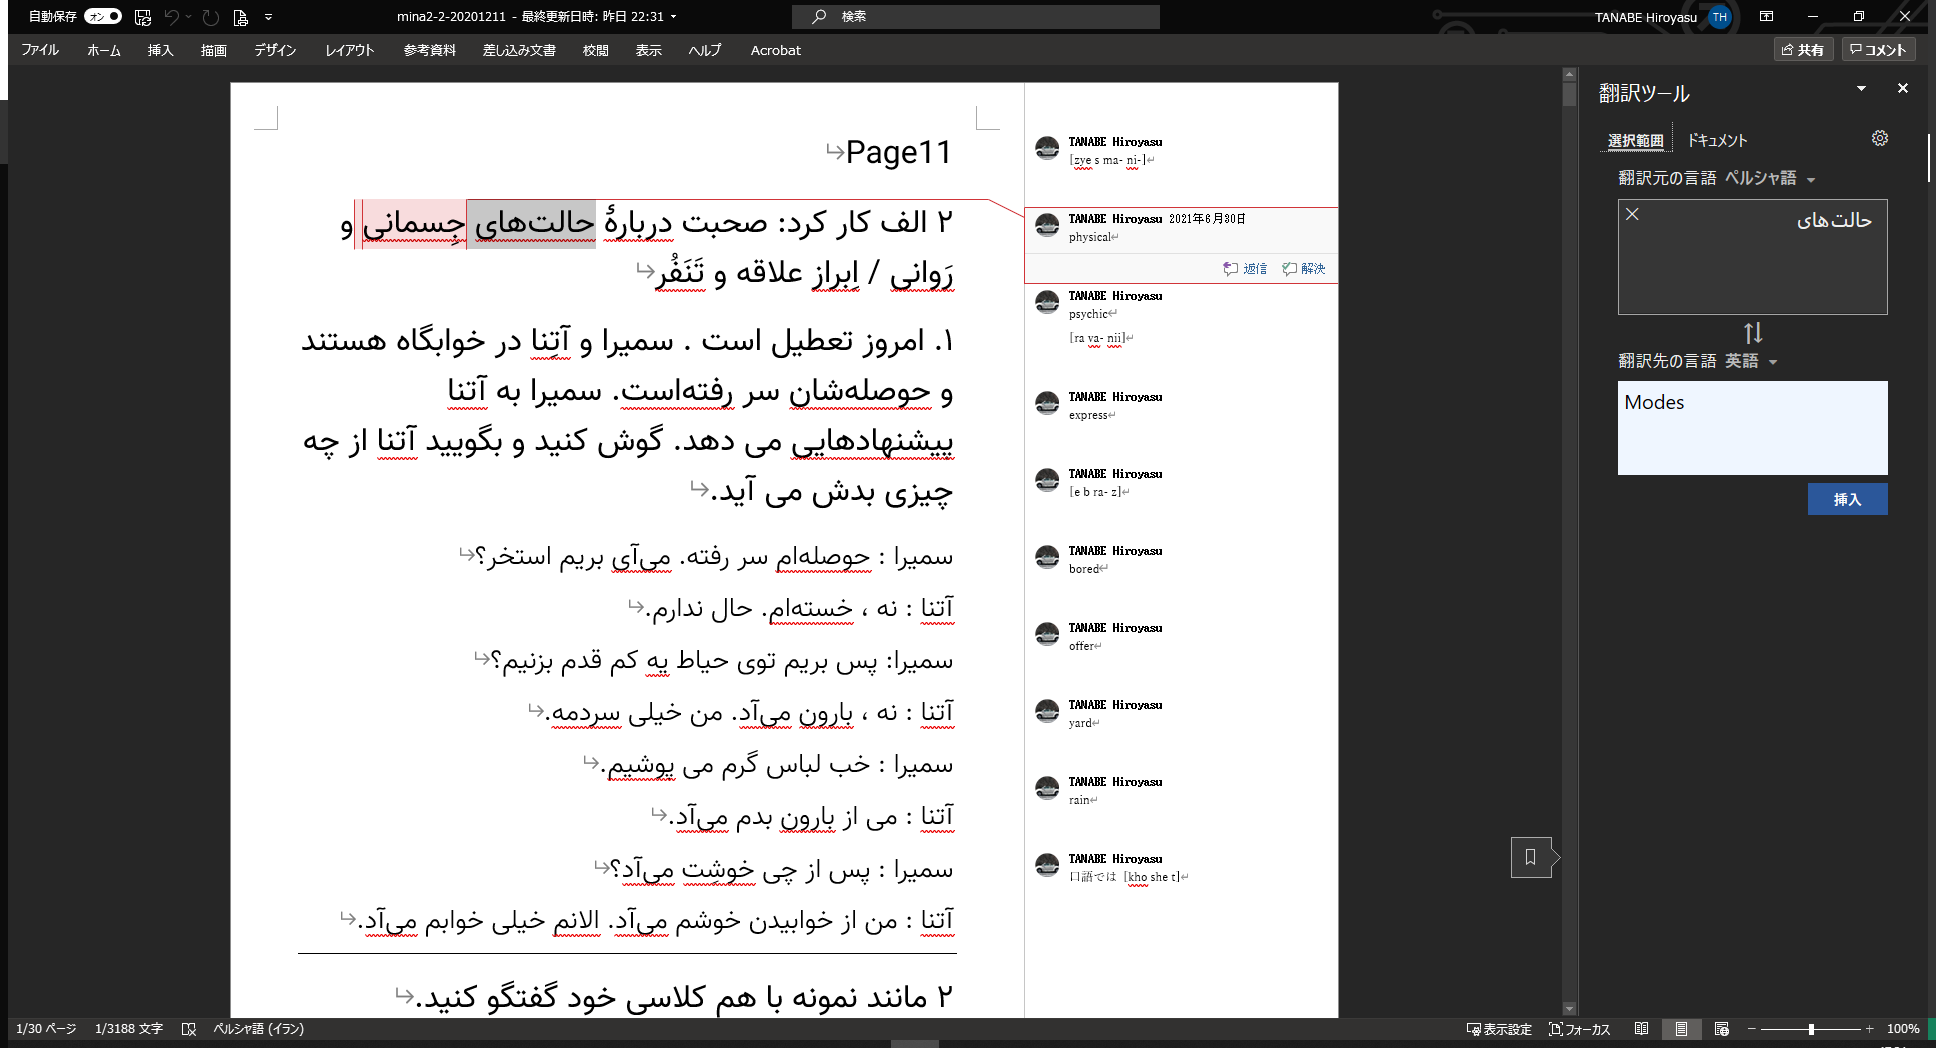 自動保存 オン mina2-2-20201211 - 最終更新日時: 昨日 22:31 検索 TANABE Hiroyasu TH
ファイル ホーム 挿入 描画 デザイン レイアウト 参考資料 差し込み文書 校閲 表示 ヘルプ Acrobat 共有 コメント
Page11
۲ الف کار کرد: صحبت دربارهٔ حالت‌های جِسمانی و
رَوانی / اِبراز علاقه و تَنَفُر
۱. امروز تعطیل است . سمیرا و آتِنا در خوابگاه هستند
و حوصله‌شان سر رفته‌است. سمیرا به آتنا
پیشنهادهایی می دهد. گوش کنید و بگویید آتنا از چه
چیزی بدش می آید.
سمیرا : حوصله‌ام سر رفته. می‌آی بریم استخر؟
آتنا : نه ، خسته‌ام. حال ندارم.
سمیرا: پس بریم توی حیاط یه کم قدم بزنیم؟
آتنا : نه ، بارون می‌آد. من خیلی سردمه.
سمیرا : خب لباس گرم می پوشیم.
آتنا : می از بارون بدم می‌آد.
سمیرا : پس از چی خوشِت می‌آد؟
آتنا : من از خوابیدن خوشم می‌آد. الانم خیلی خوابم می‌آد.
۲ مانند نمونه با هم کلاسی خود گفتگو کنید.
TANABE Hiroyasu
[zye s ma- ni-]
TANABE Hiroyasu 2021年6月30日
physical
返信 解決
TANABE Hiroyasu
psychic
[ra va- nii]
TANABE Hiroyasu
express
TANABE Hiroyasu
[e b ra- z]
TANABE Hiroyasu
bored
TANABE Hiroyasu
offer
TANABE Hiroyasu
yard
TANABE Hiroyasu
rain
TANABE Hiroyasu
口語では [kho she t]
翻訳ツール
選択範囲 ドキュメント
翻訳元の言語 ペルシャ語
حالت‌های
翻訳先の言語 英語
Modes
挿入
1/30 ページ 1/3188 文字 ペルシャ語 (イラン) 表示設定 フォーカス 100%